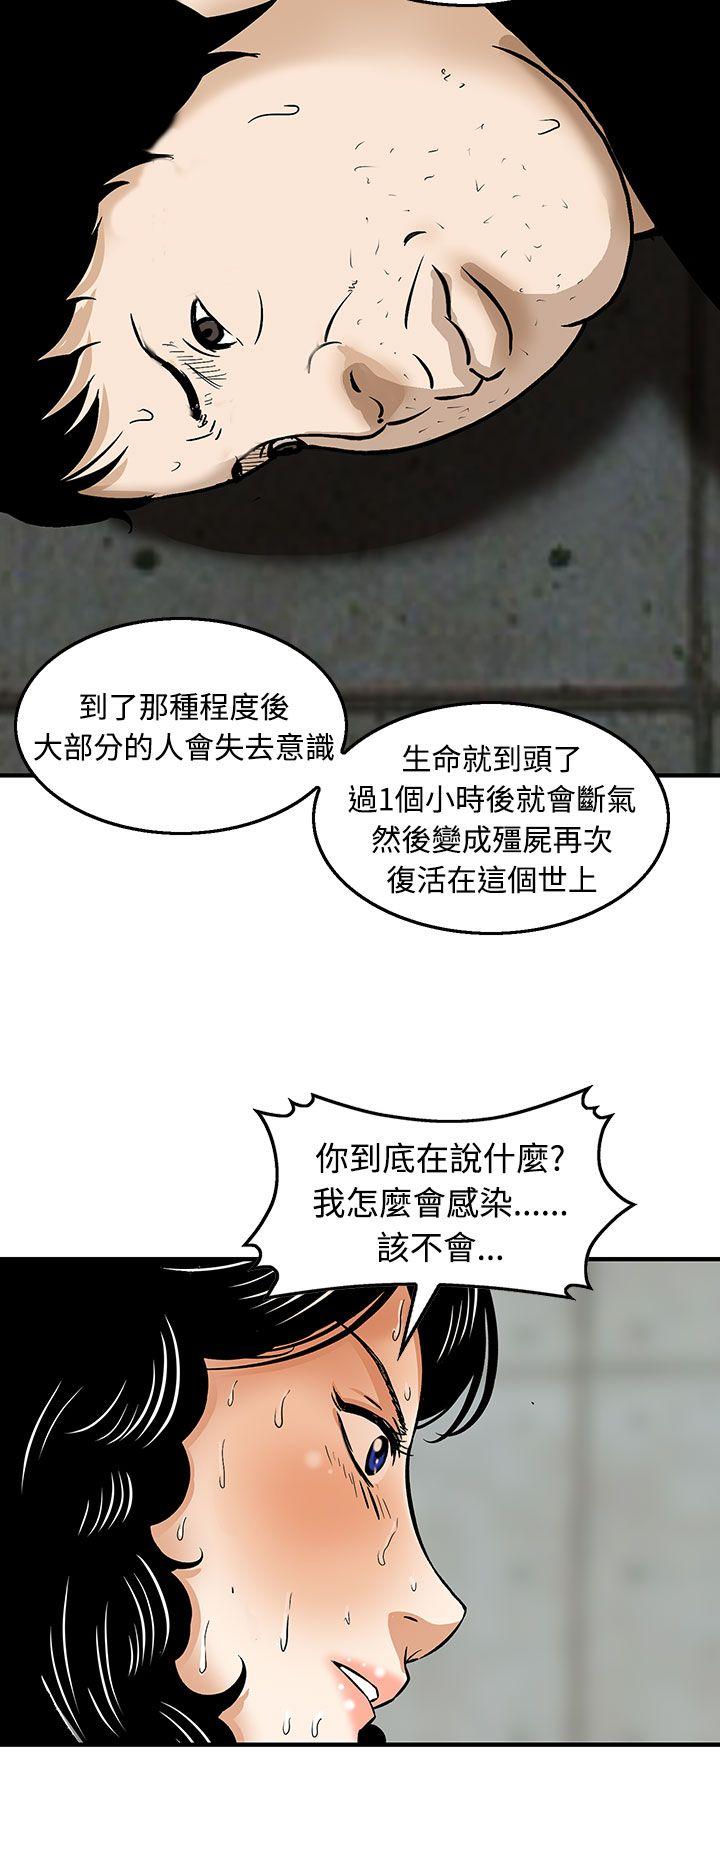 到了那種程度後
大部分的人會失去意識
生命就到頭了
過1個小時後就會斷氣
然後變成殭屍再次
復活在這個世上
你到底在說什麼?
我怎麼會感染......
該不會...